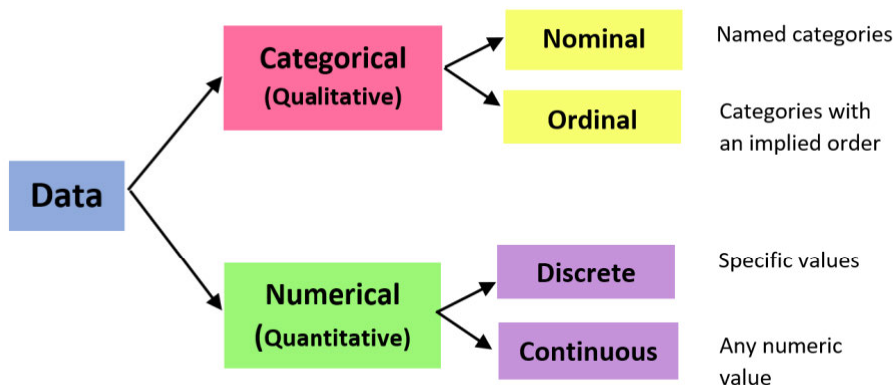 Data
Categorical
(Qualitative)
Nominal
Named categories
Ordinal
Categories with
an implied order
Numerical
(Quantitative)
Discrete
Specific values
Continuous
Any numeric
value